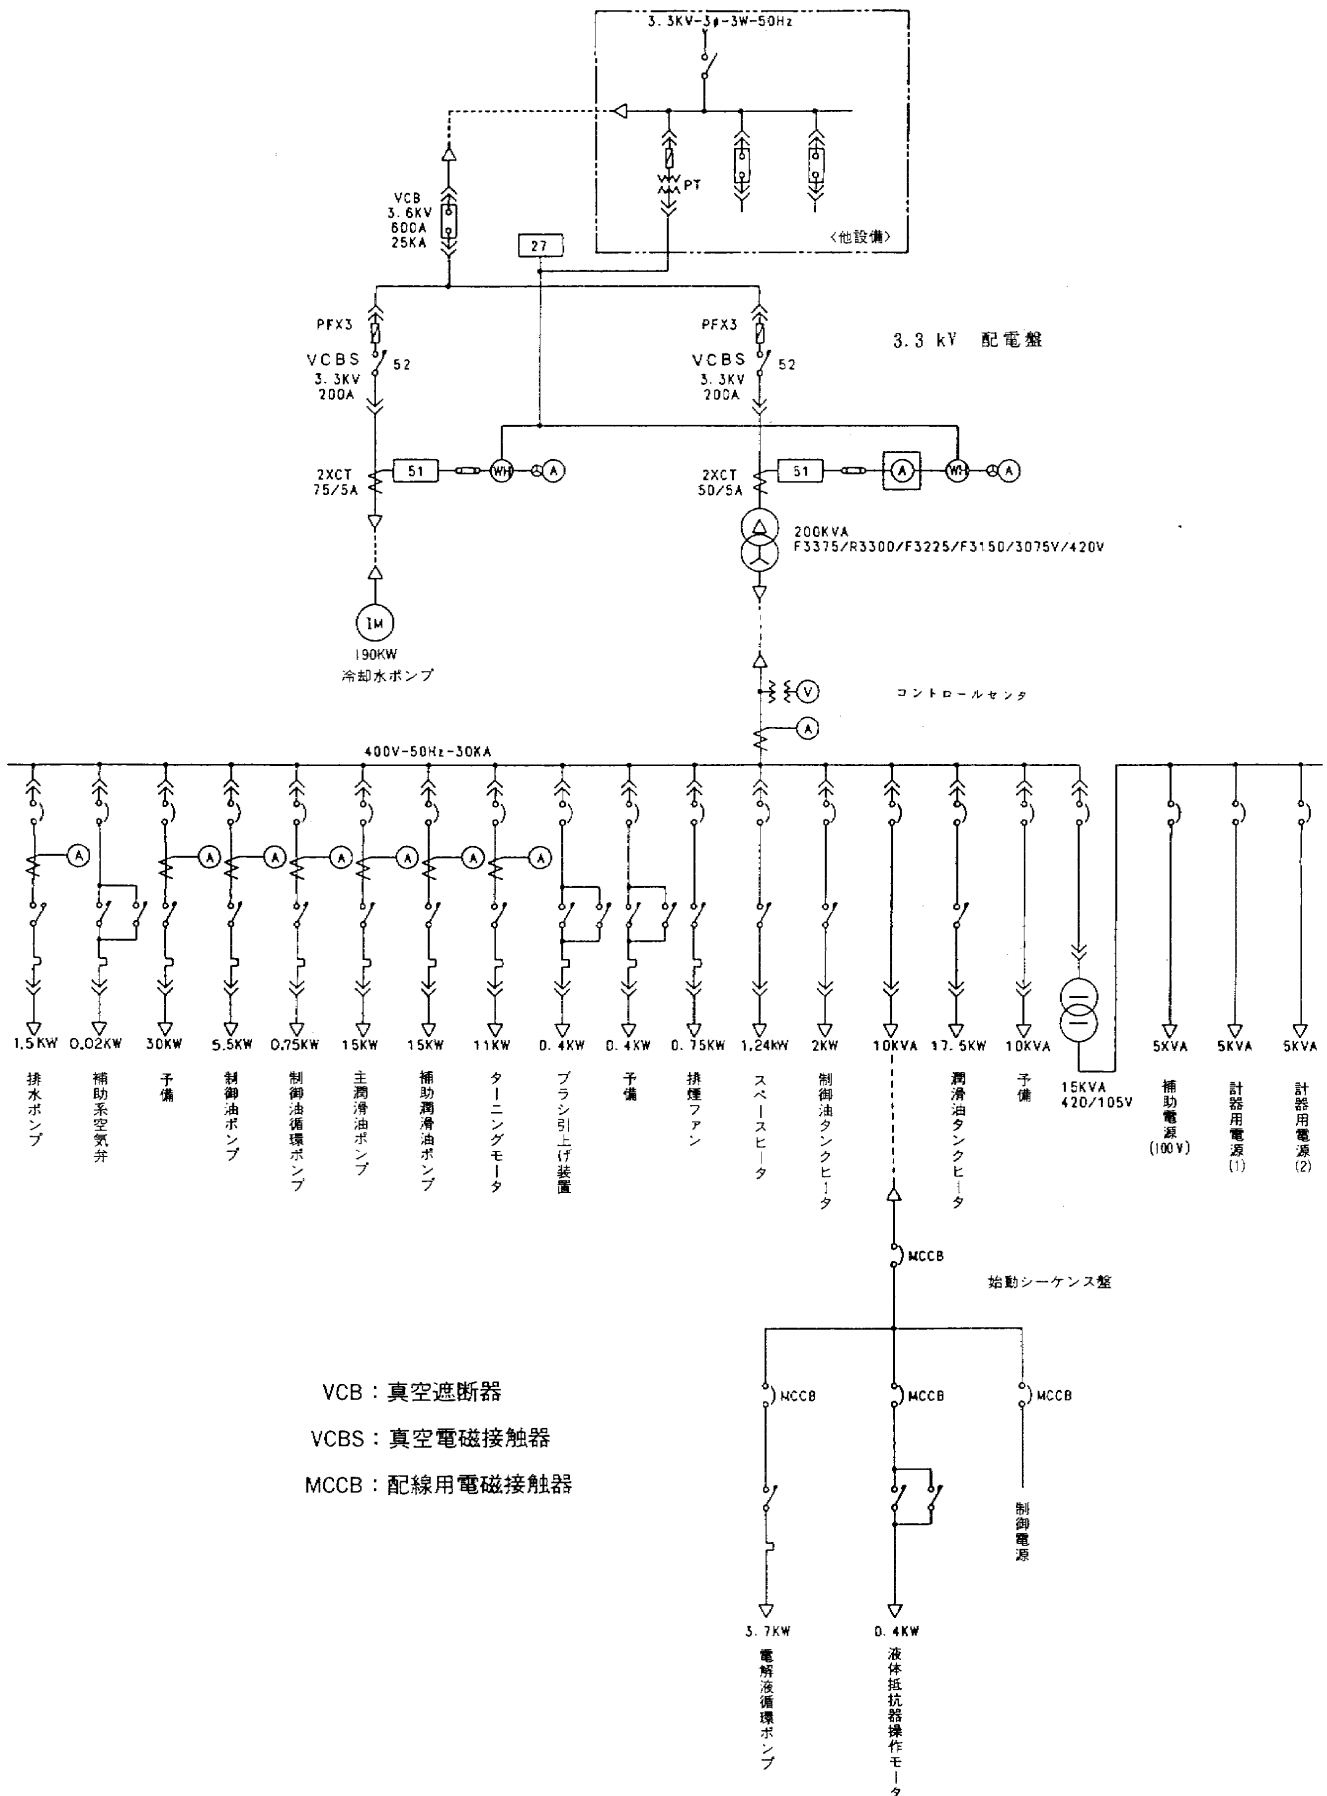 3.3KV-3φ-3W-50Hz
PT
〈他設備〉
VCB
3.6KV
600A
25KA
27
PFX3
VCBS
3.3KV
200A
52
PFX3
VCBS
3.3KV
200A
52
3.3 kV 配電盤
2XCT
75/5A
51
WH
A
2XCT
50/5A
51
A
WH
A
200KVA
F3375/R3300/F3225/F3150/3075V/420V
IM
190KW
冷却水ポンプ
V
A
コントロールセンタ
400V-50Hz-30KA
A
A
A
A
A
A
A
1.5KW
0.02KW
30KW
5.5KW
0.75KW
15KW
15KW
11KW
0.4KW
0.4KW
0.75KW
1.24KW
2KW
10KVA
17.5KW
10KVA
15KVA
420/105V
5KVA
5KVA
5KVA
排水ポンプ
補助系空気弁
予備
制御油ポンプ
制御油循環ポンプ
主潤滑油ポンプ
補助潤滑油ポンプ
ターニングモータ
ブラシ引上げ装置
予備
排煙ファン
スペースヒータ
制御油タンクヒータ
潤滑油タンクヒータ
予備
補助電源(100V)
計器用電源(1)
計器用電源(2)
MCCB
始動シーケンス盤
MCCB
MCCB
MCCB
制御電源
VCB：真空遮断器
VCBS：真空電磁接触器
MCCB：配線用電磁接触器
3.7KW
0.4KW
電解液循環ポンプ
液体抵抗器操作モータ